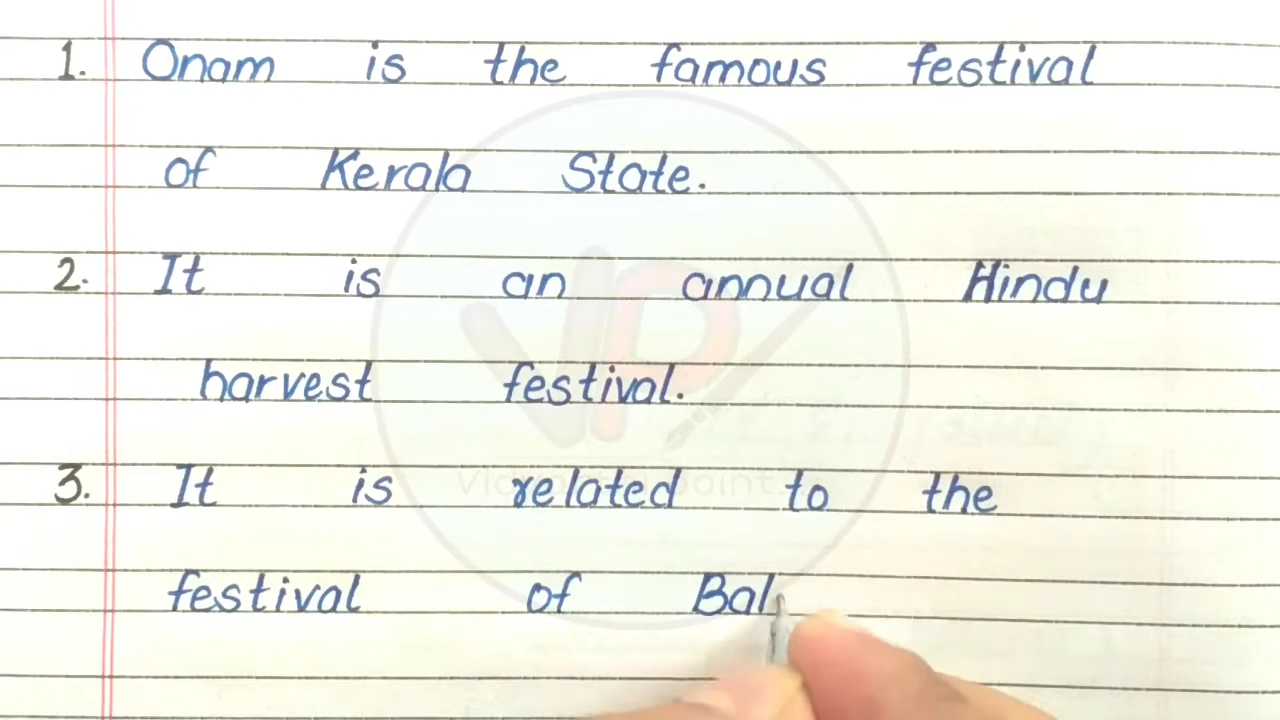 1. Onam is the famous festival
of Kerala State.
2. It is an annual Hindu
harvest festival.
3. It is related to the
festival of Bal